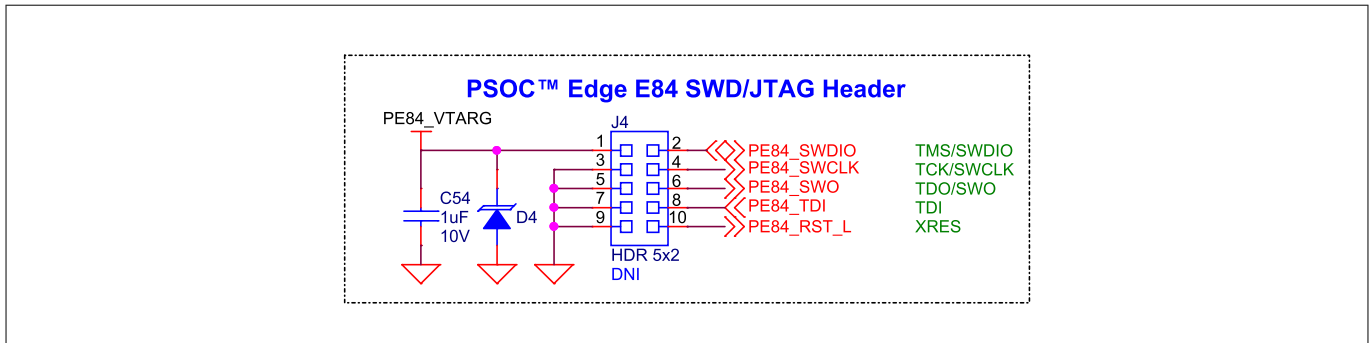 PSOC™ Edge E84 SWD/JTAG Header
PE84_VTARG
J4
1 2 PE84_SWDIO TMS/SWDIO
3 4 PE84_SWCLK TCK/SWCLK
5 6 PE84_SWO TDO/SWO
7 8 PE84_TDI TDI
9 10 PE84_RST_L XRES
C54
1uF
10V
D4
HDR 5x2
DNI